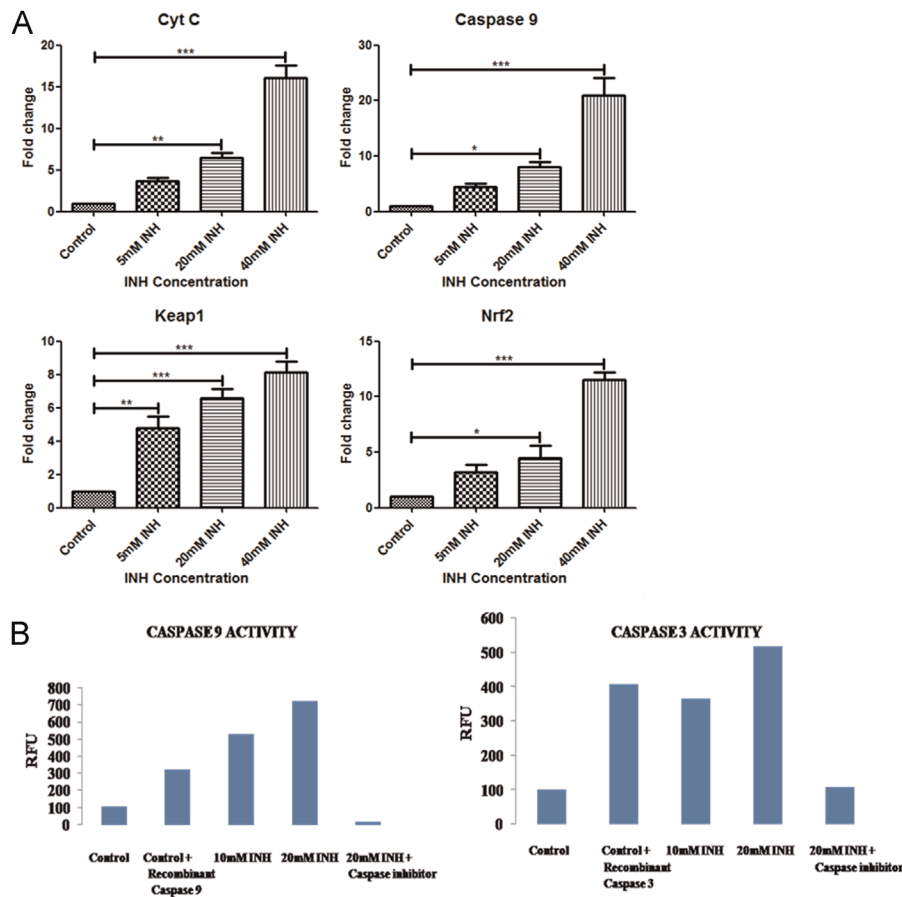 A
Cyt C
Fold change
20
15
10
5
0
***
**
Control
5mM INH
20mM INH
40mM INH
INH Concentration
Caspase 9
Fold change
30
20
10
0
***
*
Control
5mM INH
20mM INH
40mM INH
INH Concentration
Keap1
Fold change
10
8
6
4
2
0
***
***
**
Control
5mM INH
20mM INH
40mM INH
INH Concentration
Nrf2
Fold change
15
10
5
0
***
*
Control
5mM INH
20mM INH
40mM INH
INH Concentration
B
CASPASE 9 ACTIVITY
RFU
800
700
600
500
400
300
200
100
0
Control
Control +
Recombinant
Caspase 9
10mM INH
20mM INH
20mM INH +
Caspase inhibitor
CASPASE 3 ACTIVITY
RFU
600
500
400
300
200
100
0
Control
Control +
Recombinant
Caspase 3
10mM INH
20mM INH
20mM INH +
Caspase inhibitor